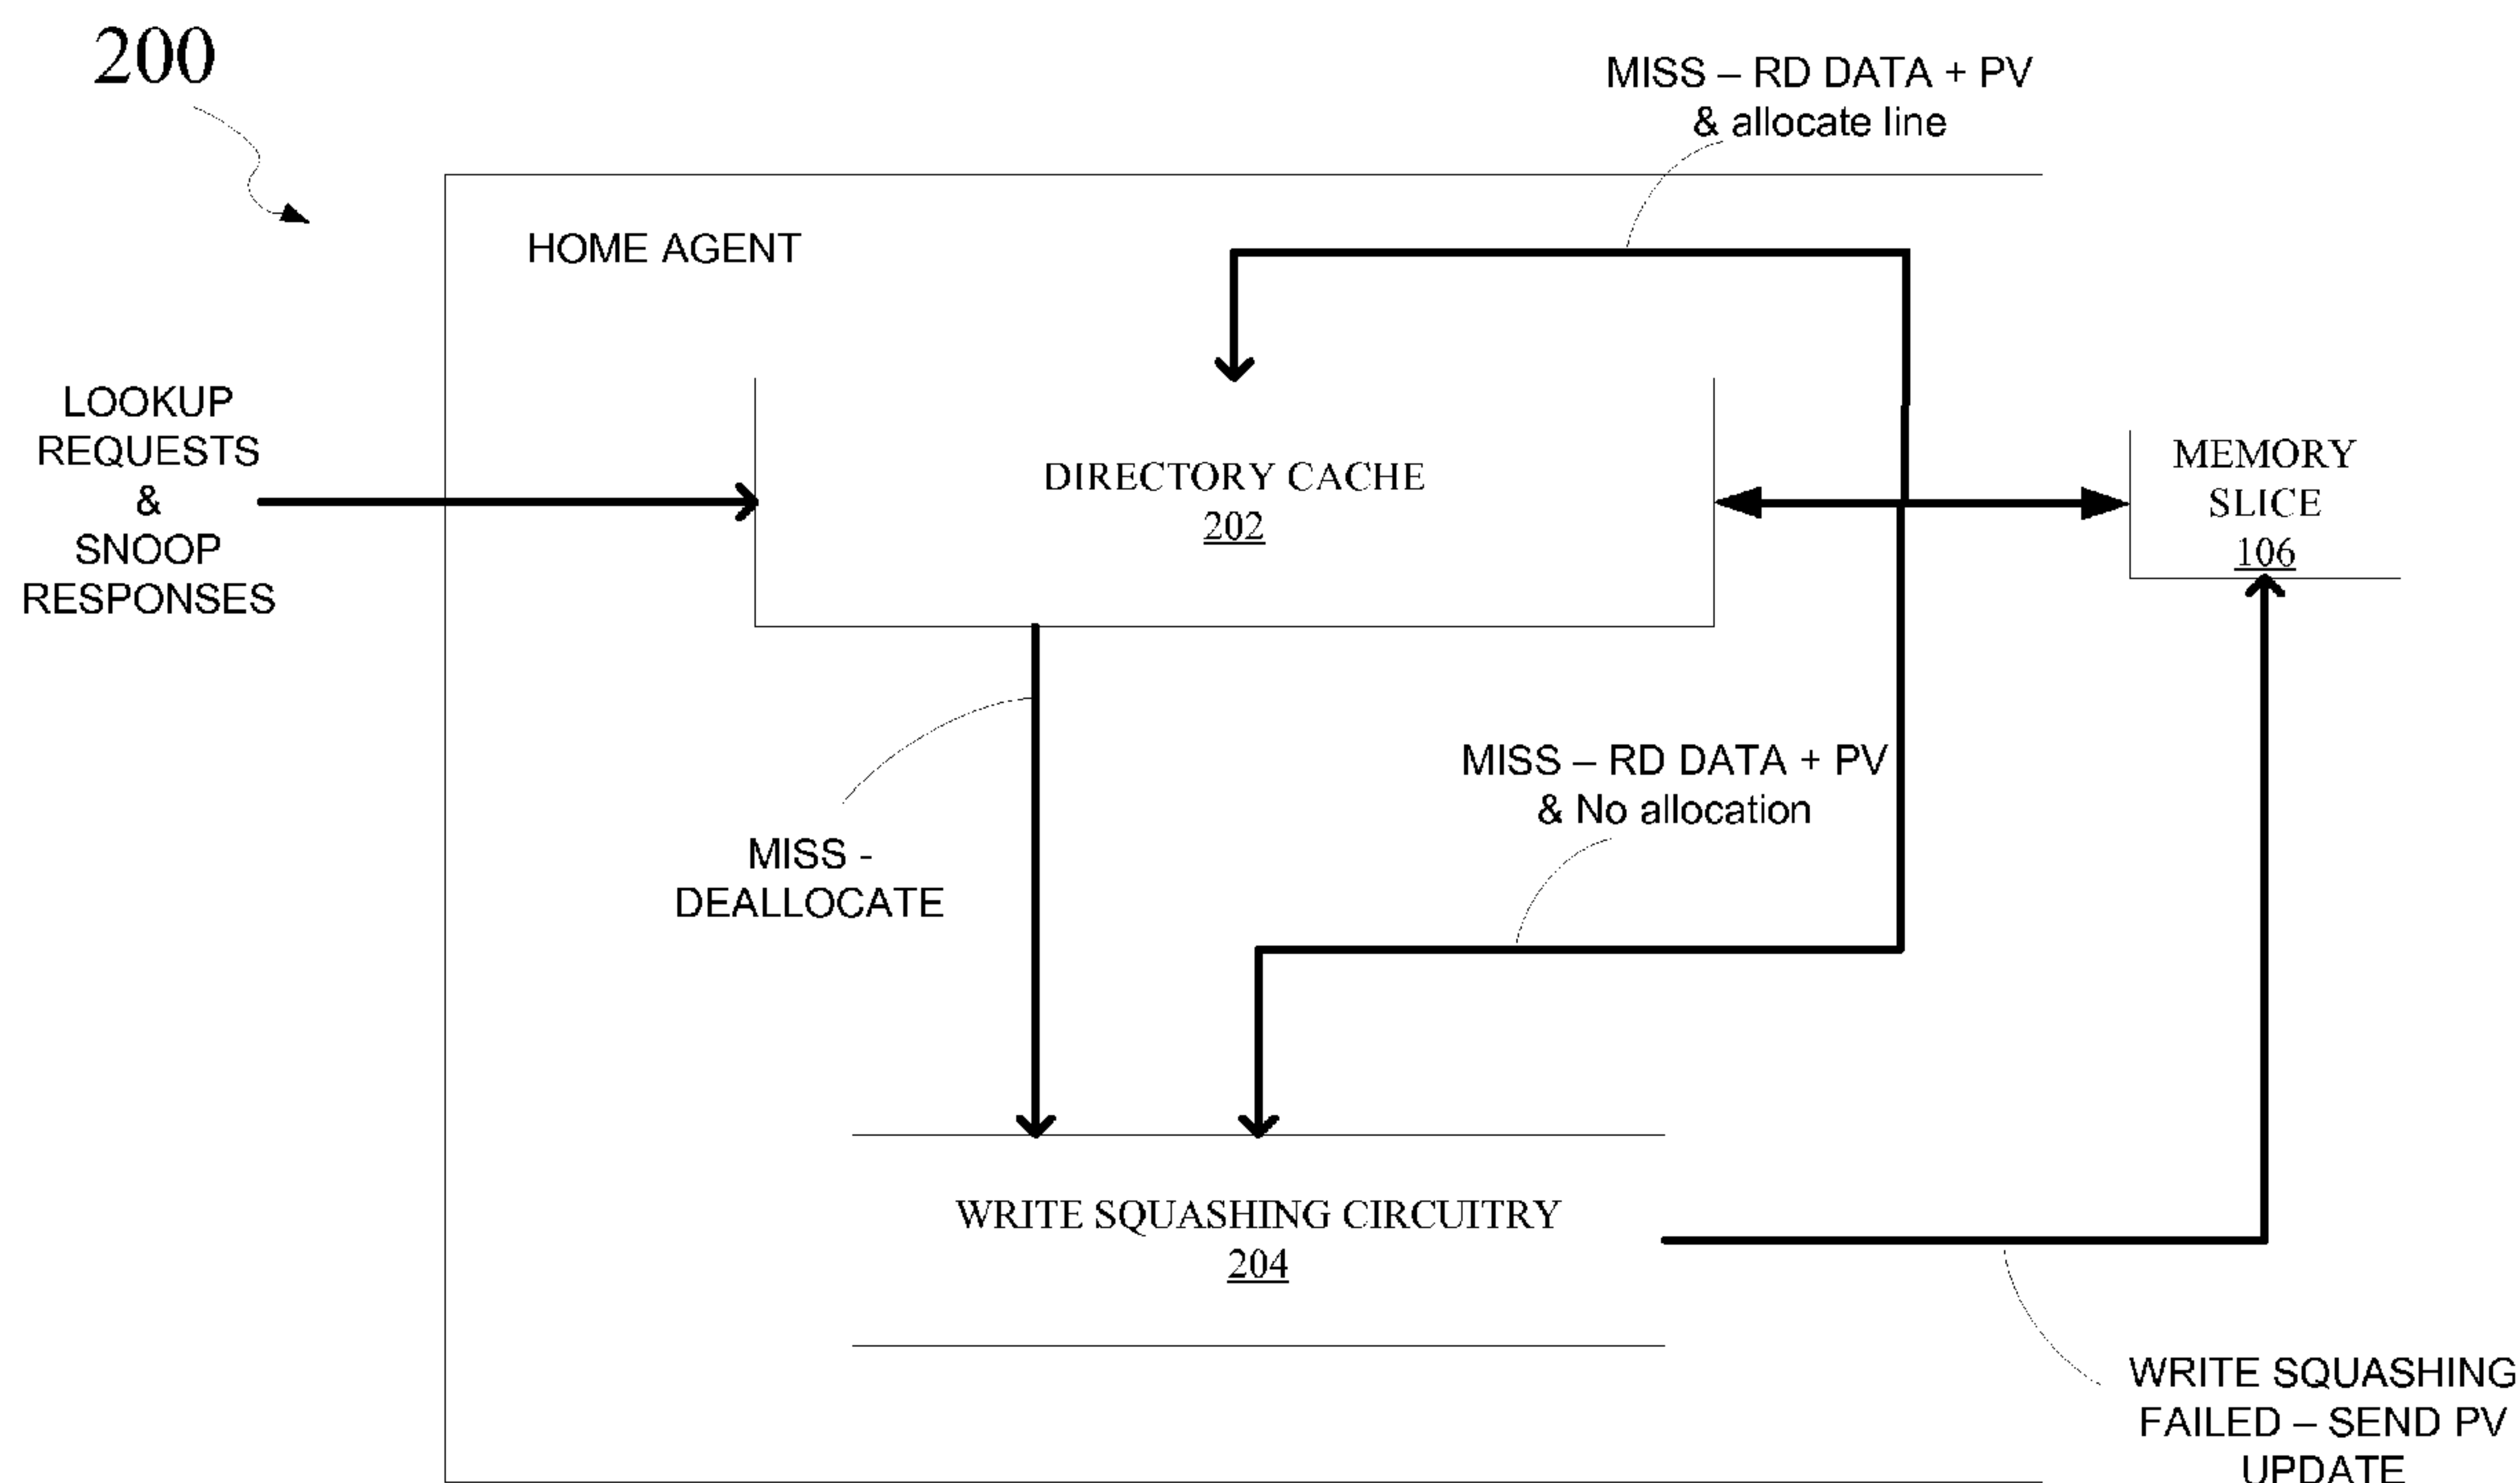 200
MISS – RD DATA + PV
& allocate line
HOME AGENT
LOOKUP
REQUESTS
&
SNOOP
RESPONSES
DIRECTORY CACHE
202
MEMORY
SLICE
106
MISS – RD DATA + PV
& No allocation
MISS -
DEALLOCATE
WRITE SQUASHING CIRCUITRY
204
WRITE SQUASHING
FAILED – SEND PV
UPDATE